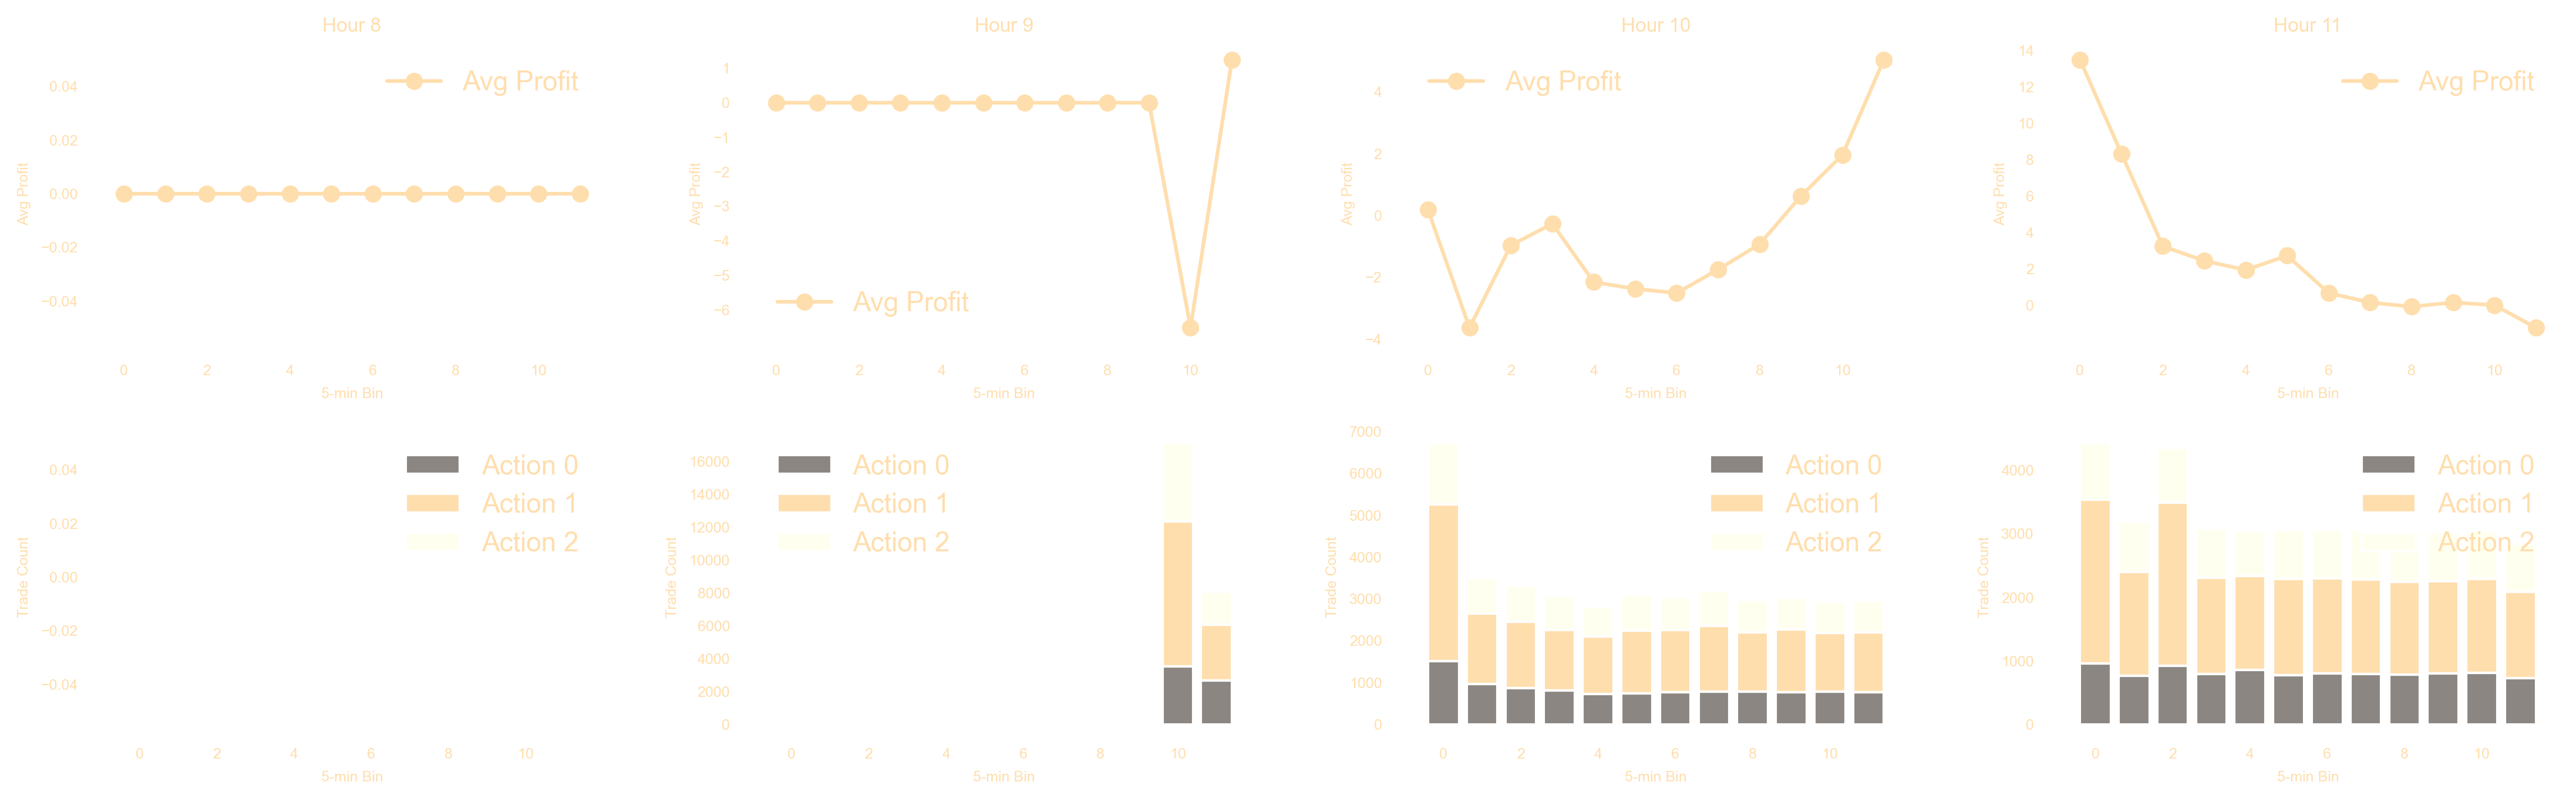 Hour 8
Avg Profit
0.04
0.02
0.00
−0.02
−0.04
Avg Profit
0 2 4 6 8 10
5-min Bin
Hour 9
1
0
−1
−2
−3
−4
−5
−6
Avg Profit
Avg Profit
0 2 4 6 8 10
5-min Bin
Hour 10
Avg Profit
4
2
0
−2
−4
Avg Profit
0 2 4 6 8 10
5-min Bin
Hour 11
Avg Profit
14
12
10
8
6
4
2
0
Avg Profit
0 2 4 6 8 10
5-min Bin
Action 0
Action 1
Action 2
0.04
0.02
0.00
−0.02
−0.04
Trade Count
0 2 4 6 8 10
5-min Bin
Action 0
Action 1
Action 2
16000
14000
12000
10000
8000
6000
4000
2000
0
Trade Count
0 2 4 6 8 10
5-min Bin
Action 0
Action 1
Action 2
7000
6000
5000
4000
3000
2000
1000
0
Trade Count
0 2 4 6 8 10
5-min Bin
Action 0
Action 1
Action 2
4000
3000
2000
1000
0
Trade Count
0 2 4 6 8 10
5-min Bin